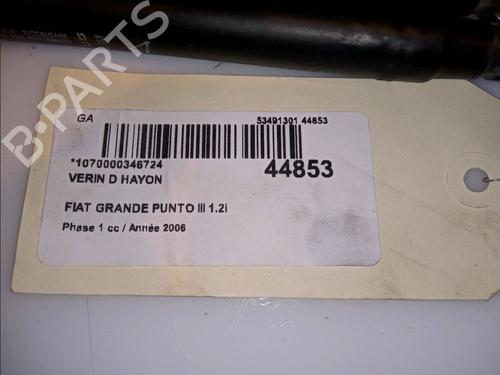 B-PARTS
GA
53491301 44853
*1070000346724
44853
VERIN D HAYON
FIAT GRANDE PUNTO III 1.2i
Phase 1 cc / Année 2006